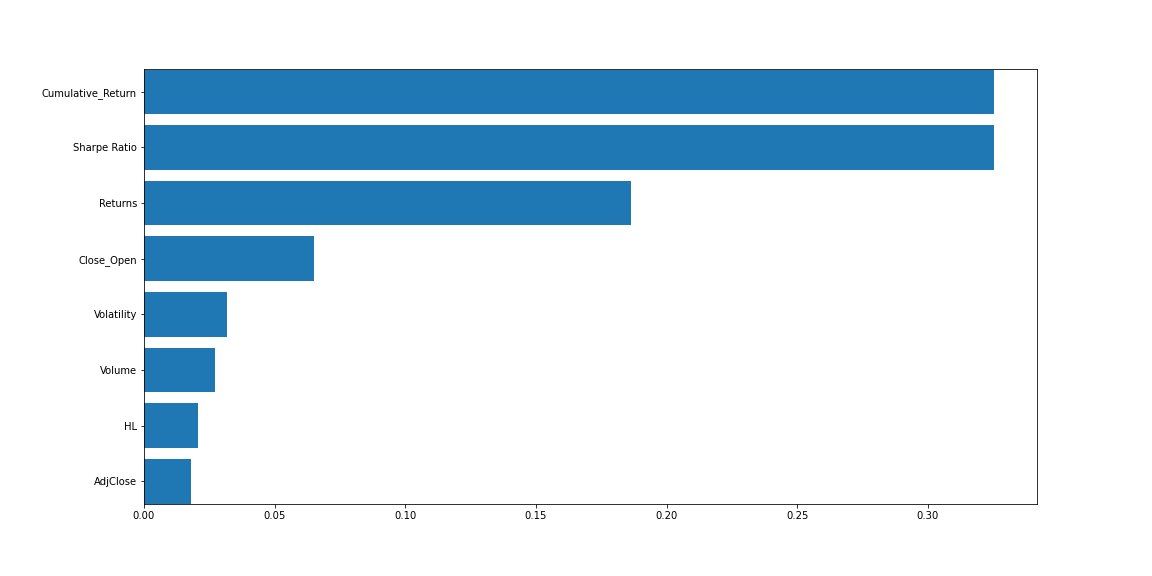 Cumulative_Return
Sharpe Ratio
Returns
Close_Open
Volatility
Volume
HL
AdjClose
0.00 0.05 0.10 0.15 0.20 0.25 0.30